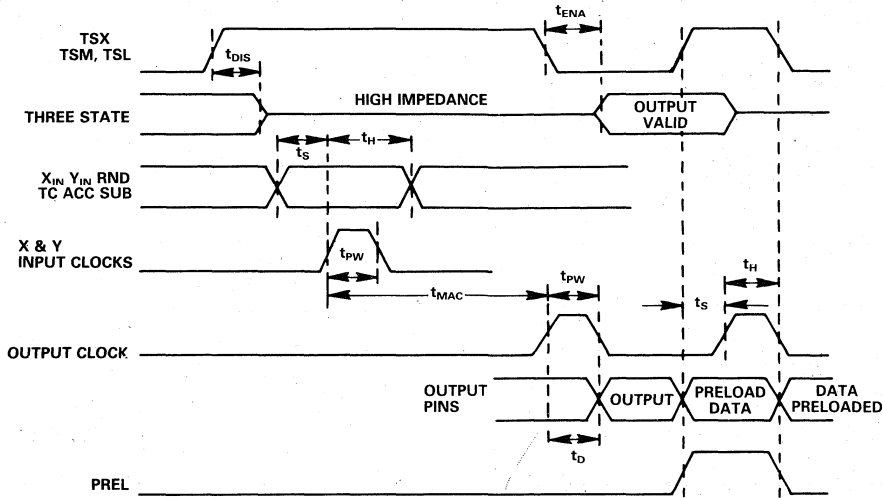 TSX
TSM, TSL
tDIS
tENA
THREE STATE
HIGH IMPEDANCE
OUTPUT
VALID
tS
tH
XIN YIN RND
TC ACC SUB
X & Y
INPUT CLOCKS
tPW
tMAC
tPW
tS
tH
OUTPUT CLOCK
OUTPUT
PINS
OUTPUT
PRELOAD
DATA
DATA
PRELOADED
tD
PREL